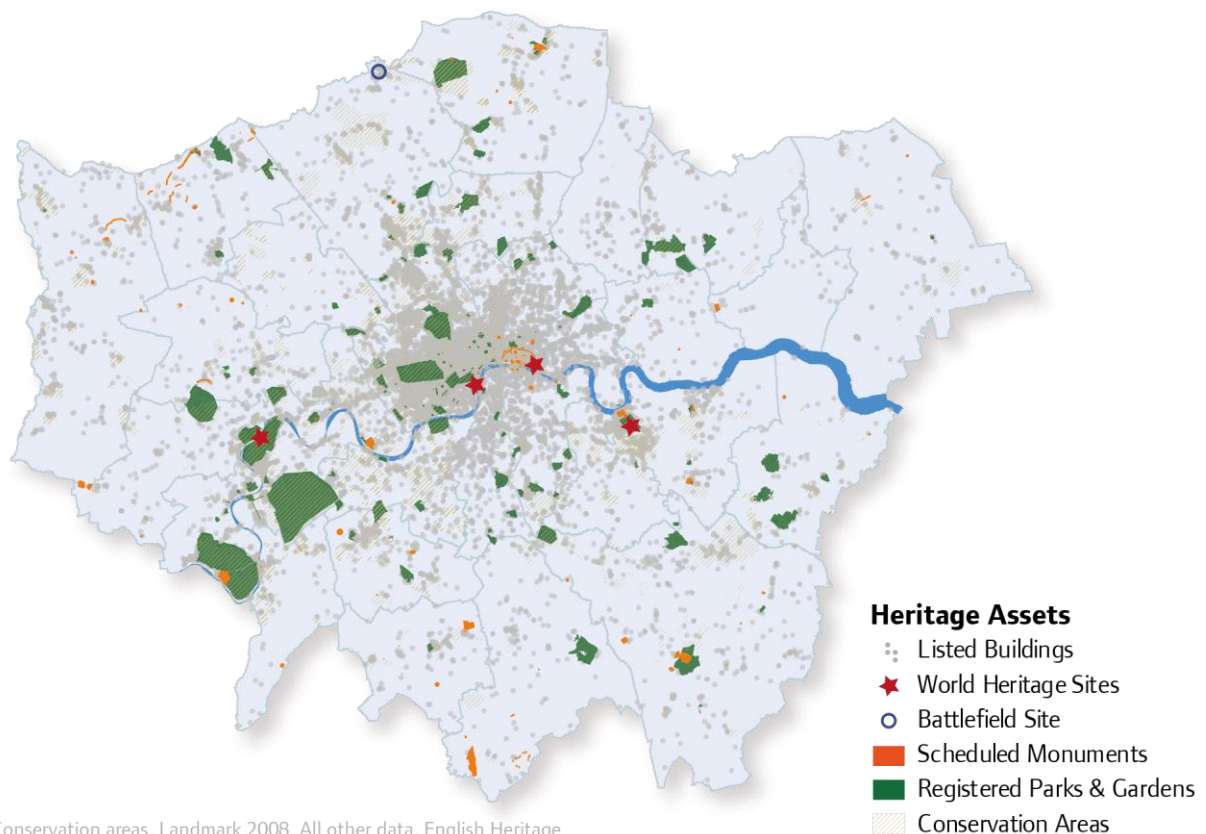 Heritage Assets
Listed Buildings
World Heritage Sites
Battlefield Site
Scheduled Monuments
Registered Parks & Gardens
Conservation Areas
Conservation areas, Landmark 2008. All other data, English Heritage